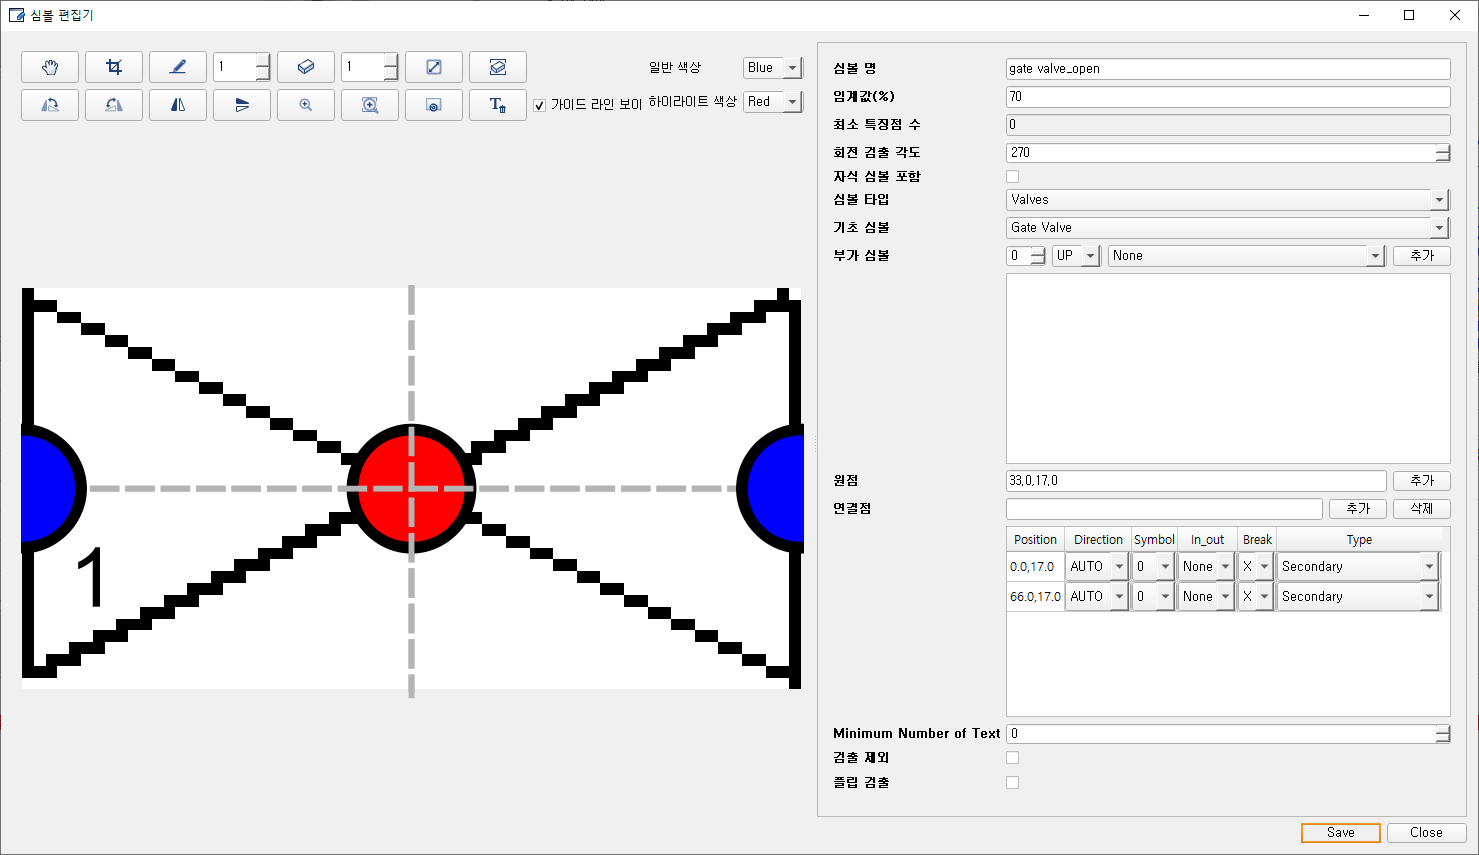 심볼 편집기
1
1
일반 색상
Blue
가이드 라인 보이
하이라이트 색상
Red
1
심볼 명
gate valve_open
임계값(%)
70
최소 특징점 수
0
회전 검출 각도
270
자식 심볼 포함
심볼 타입
Valves
기초 심볼
Gate Valve
부가 심볼
0
UP
None
추가
원점
33,0,17,0
추가
연결점
추가
삭제
Position Direction Symbol In_out Break Type
0.0,17.0 AUTO 0 None X Secondary
66.0,17.0 AUTO 0 None X Secondary
Minimum Number of Text
0
검출 제외
플립 검출
Save
Close